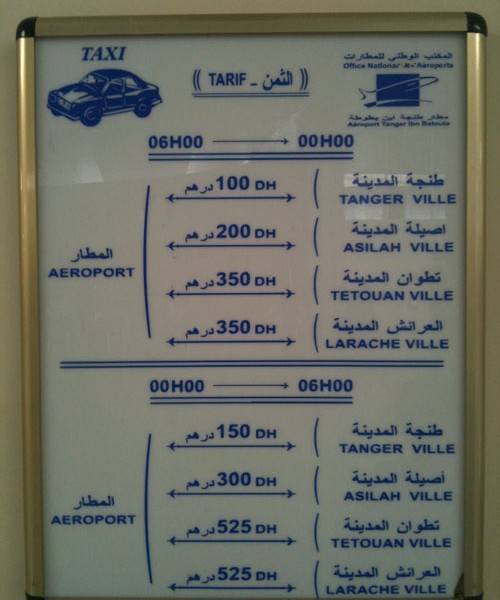 TAXI
(( TARIF - الثمن ))
المكتب الوطني للمطارات
Office National des Aéroports
مطار طنجة ابن بطوطة
Aéroport Tanger Ibn Batouta
06H00 → 00H00
المطار
AEROPORT
درهم 100 DH
طنجة المدينة
TANGER VILLE
درهم 200 DH
اصيلة المدينة
ASILAH VILLE
درهم 350 DH
تطوان المدينة
TETOUAN VILLE
درهم 350 DH
العرائش المدينة
LARACHE VILLE
00H00 → 06H00
المطار
AEROPORT
درهم 150 DH
طنجة المدينة
TANGER VILLE
درهم 300 DH
أصيلة المدينة
ASILAH VILLE
درهم 525 DH
تطوان المدينة
TETOUAN VILLE
درهم 525 DH
العرائش المدينة
LARACHE VILLE